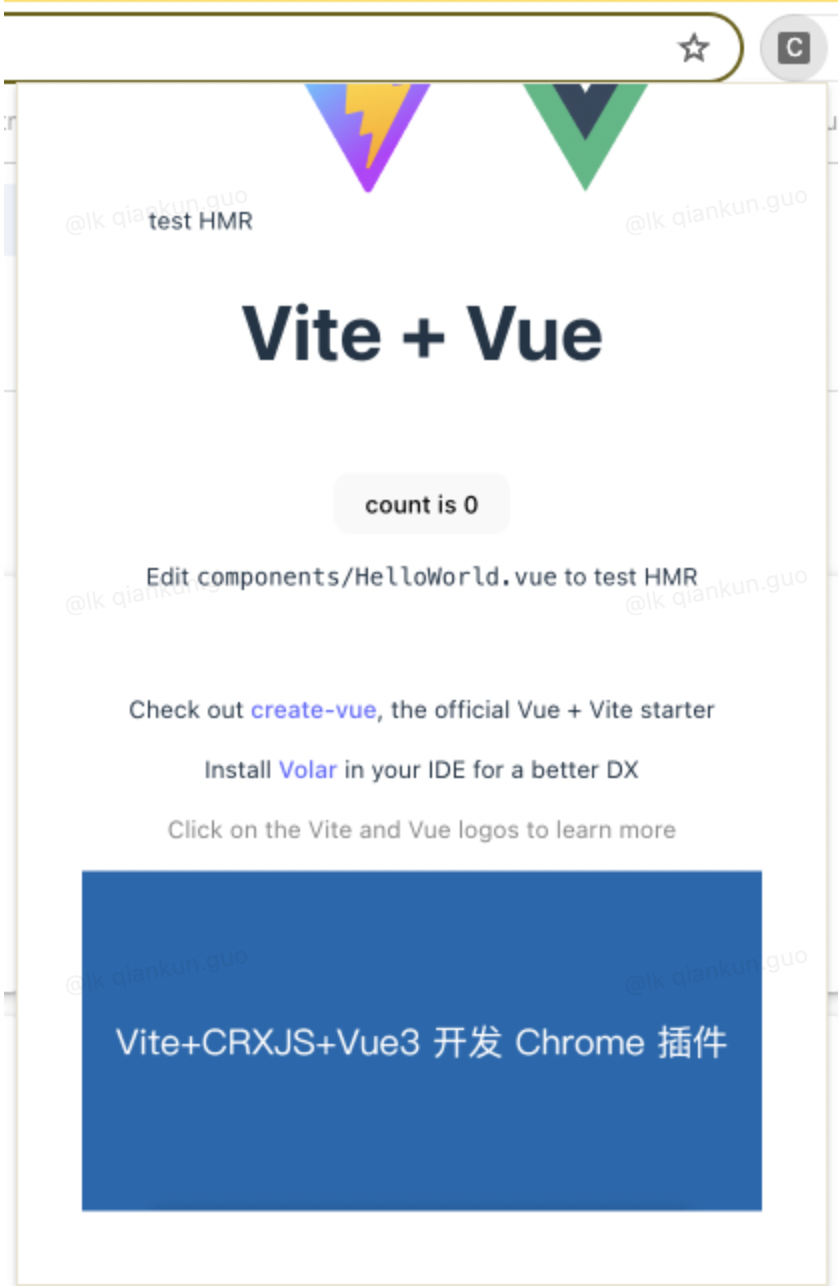 C
test HMR
Vite + Vue
count is 0
Edit components/HelloWorld.vue to test HMR
Check out create-vue, the official Vue + Vite starter
Install Volar in your IDE for a better DX
Click on the Vite and Vue logos to learn more
Vite+CRXJS+Vue3 开发 Chrome 插件
@lk qiankun.guo
@lk qiankun.guo
@lk qiankun.guo
@lk qiankun.guo
@lk qiankun.guo
@lk qiankun.guo